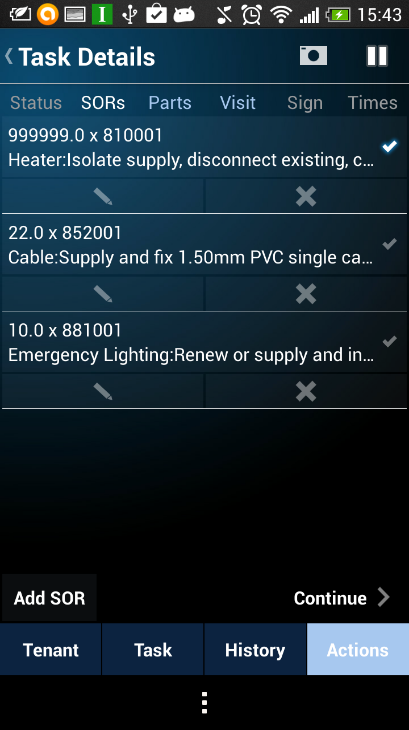 15:43
Task Details
Status SORs Parts Visit Sign Times
999999.0 x 810001
Heater:Isolate supply, disconnect existing, c...
22.0 x 852001
Cable:Supply and fix 1.50mm PVC single ca...
10.0 x 881001
Emergency Lighting:Renew or supply and in...
Add SOR
Continue
Tenant Task History Actions